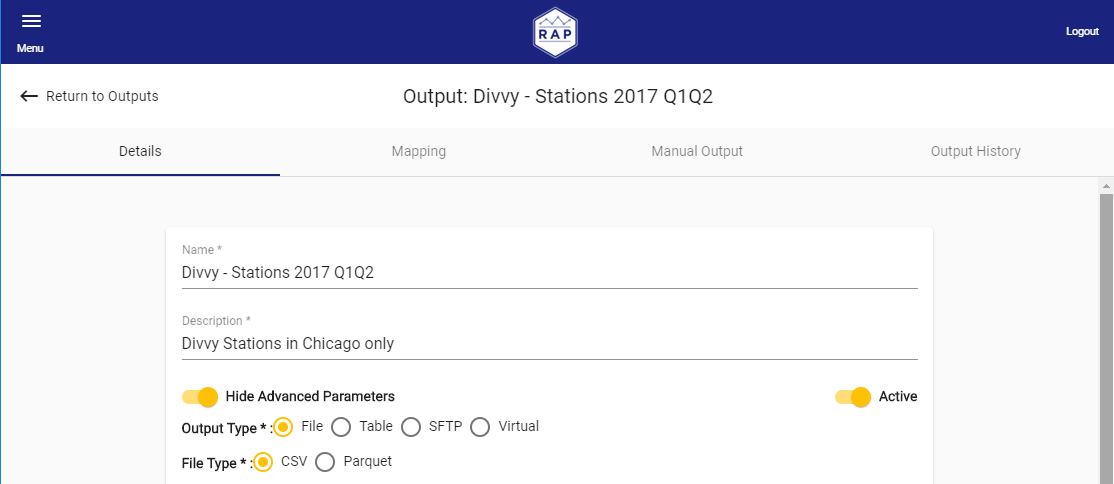 Menu
RAP
Logout
Return to Outputs
Output: Divvy - Stations 2017 Q1Q2
Details Mapping Manual Output Output History
Name *
Divvy - Stations 2017 Q1Q2
Description *
Divvy Stations in Chicago only
Hide Advanced Parameters Active
Output Type * : File Table SFTP Virtual
File Type * : CSV Parquet